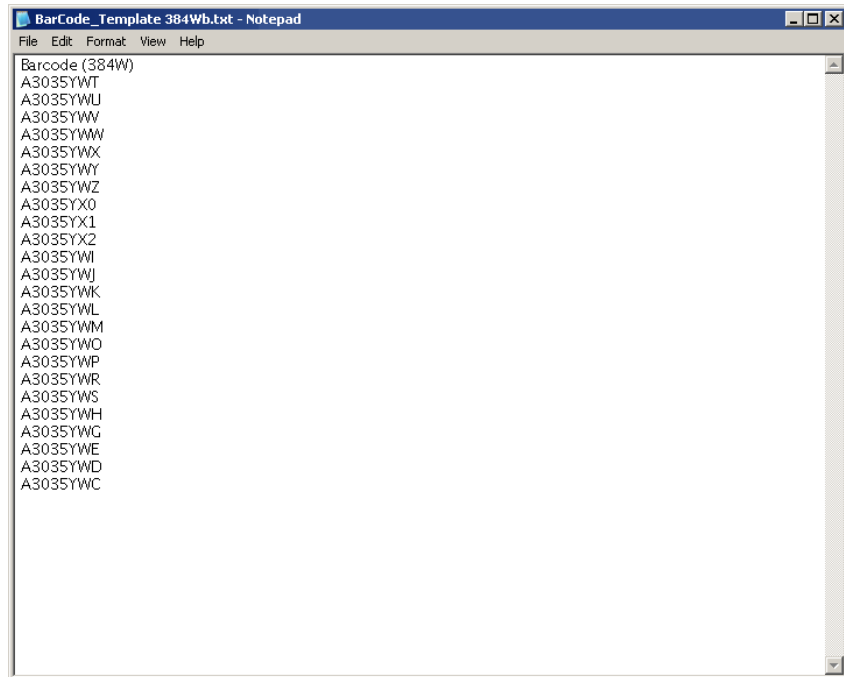 BarCode_Template 384Wb.txt - Notepad
File Edit Format View Help
Barcode (384W)
A3035YWT
A3035YWU
A3035YWV
A3035YWW
A3035YWX
A3035YWY
A3035YWZ
A3035YX0
A3035YX1
A3035YX2
A3035YWI
A3035YWJ
A3035YWK
A3035YWL
A3035YWM
A3035YWO
A3035YWP
A3035YWR
A3035YWS
A3035YWH
A3035YWG
A3035YWE
A3035YWD
A3035YWC